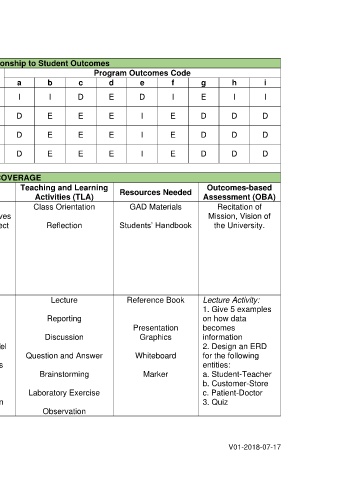 onship to Student Outcomes
Program Outcomes Code
a b c d e f g h i
I I D E D I E I I
D E E E I E D D D
D E E E I E D D D
D E E E I E D D D
OVERAGE
Teaching and Learning Activities (TLA)
Resources Needed
Outcomes-based Assessment (OBA)
ves
ect
Class Orientation
Reflection
GAD Materials
Students' Handbook
Recitation of
Mission, Vision of
the University.
del
s
n
Lecture
Reporting
Discussion
Question and Answer
Brainstorming
Laboratory Exercise
Observation
Reference Book
Presentation
Graphics
Whiteboard
Marker
Lecture Activity:
1. Give 5 examples
on how data
becomes
information
2. Design an ERD
for the following
entities:
a. Student-Teacher
b. Customer-Store
c. Patient-Doctor
3. Quiz
V01-2018-07-17